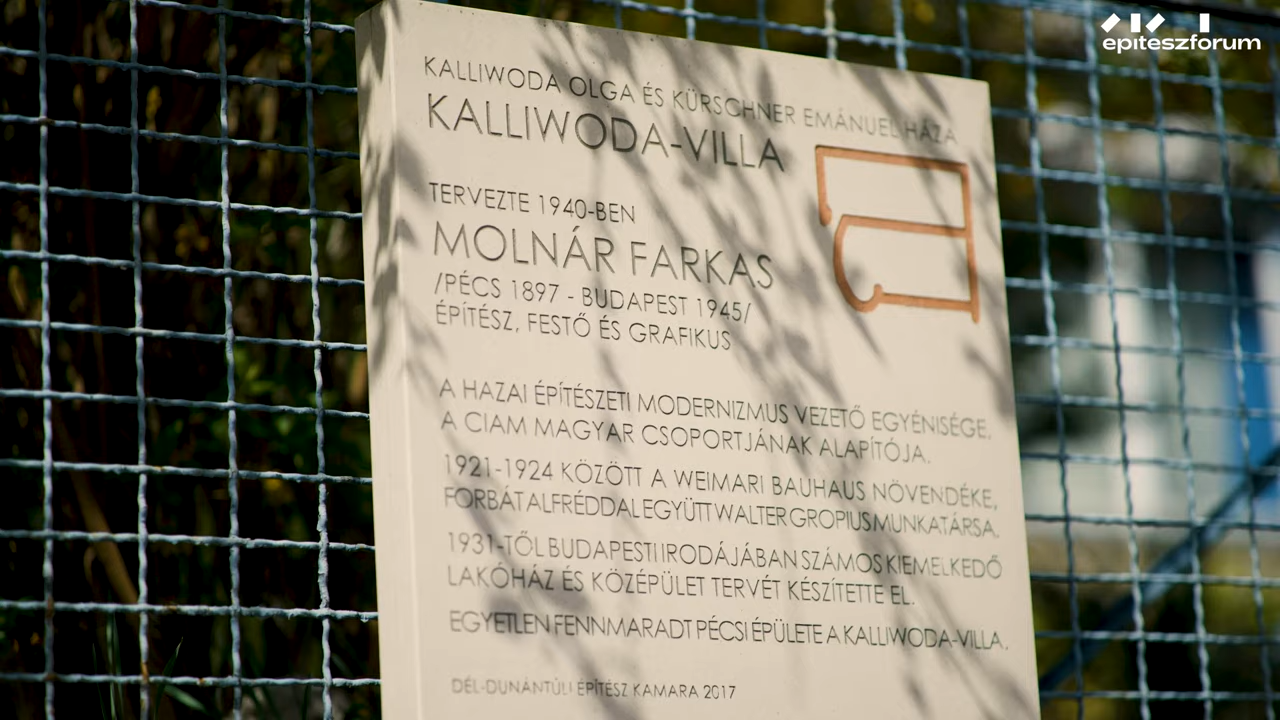 epiteszforum
KALLIWODA OLGA ÉS KÜRSCHNER EMÁNUEL HÁZA
KALLIWODA-VILLA
TERVEZTE 1940-BEN
MOLNÁR FARKAS
/PÉCS 1897 - BUDAPEST 1945/
ÉPÍTÉSZ, FESTŐ ÉS GRAFIKUS
A HAZAI ÉPÍTÉSZETI MODERNIZMUS VEZETŐ EGYÉNISÉGE,
A CIAM MAGYAR CSOPORTJÁNAK ALAPÍTÓJA.
1921-1924 KÖZÖTT A WEIMARI BAUHAUS NÖVENDÉKE,
FORBÁT ALFRÉDDAL EGYÜTT WALTER GROPIUS MUNKATÁRSA.
1931-TŐL BUDAPESTI IRODÁJÁBAN SZÁMOS KIEMELKEDŐ
LAKÓHÁZ ÉS KÖZÉPÜLET TERVÉT KÉSZÍTETTE EL.
EGYETLEN FENNMARADT PÉCSI ÉPÜLETE A KALLIWODA-VILLA.
DÉL-DUNÁNTÚLI ÉPÍTÉSZ KAMARA 2017